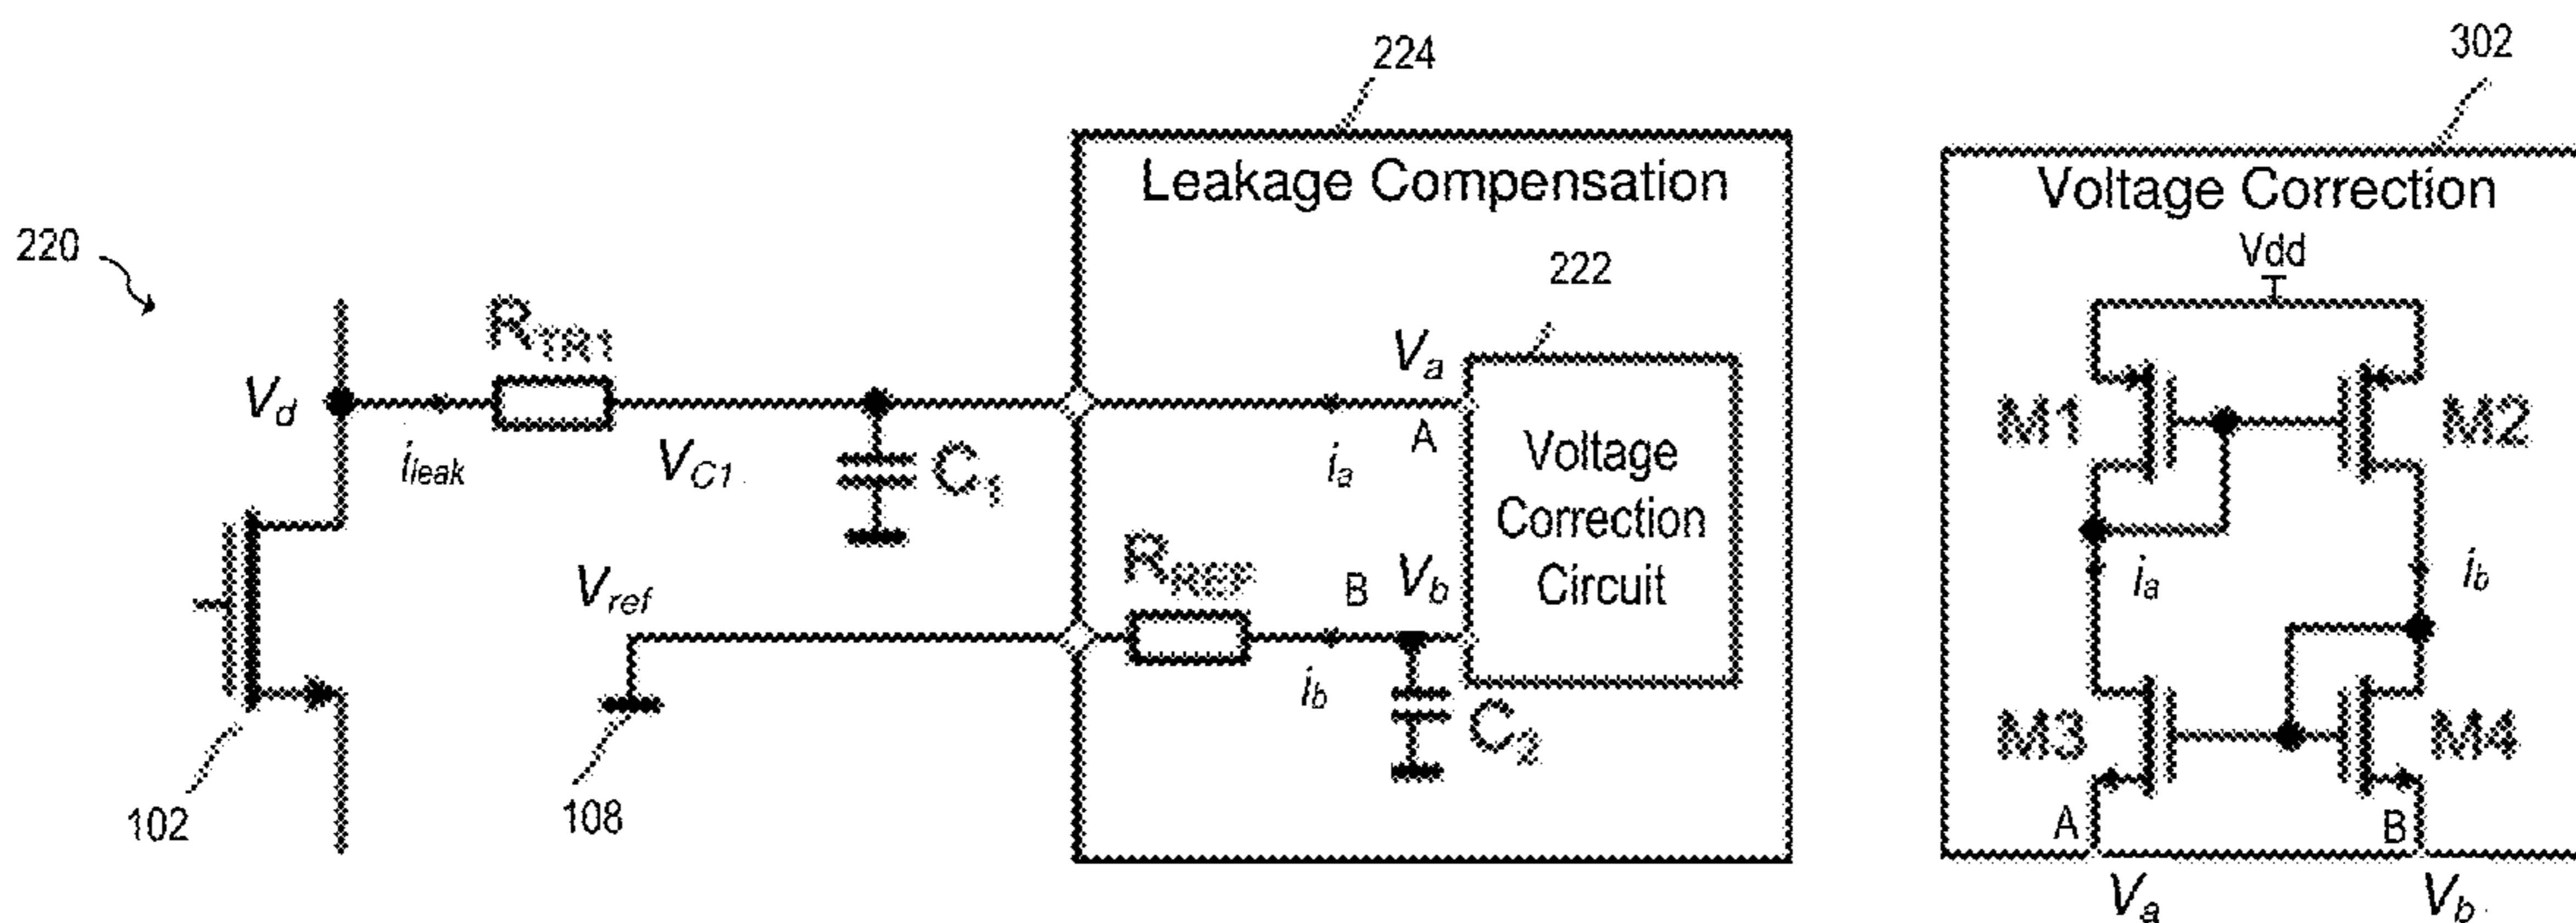 224
302
Leakage Compensation
Voltage Correction
220
222
Vdd
R_TR1
V_a
V_d
A
M1
M2
i_leak
V_C1
C_1
i_a
Voltage
Correction
Circuit
R_REF
V_ref
B
V_b
i_a
i_b
i_b
C_2
M3
M4
102
108
A
B
V_a
V_b